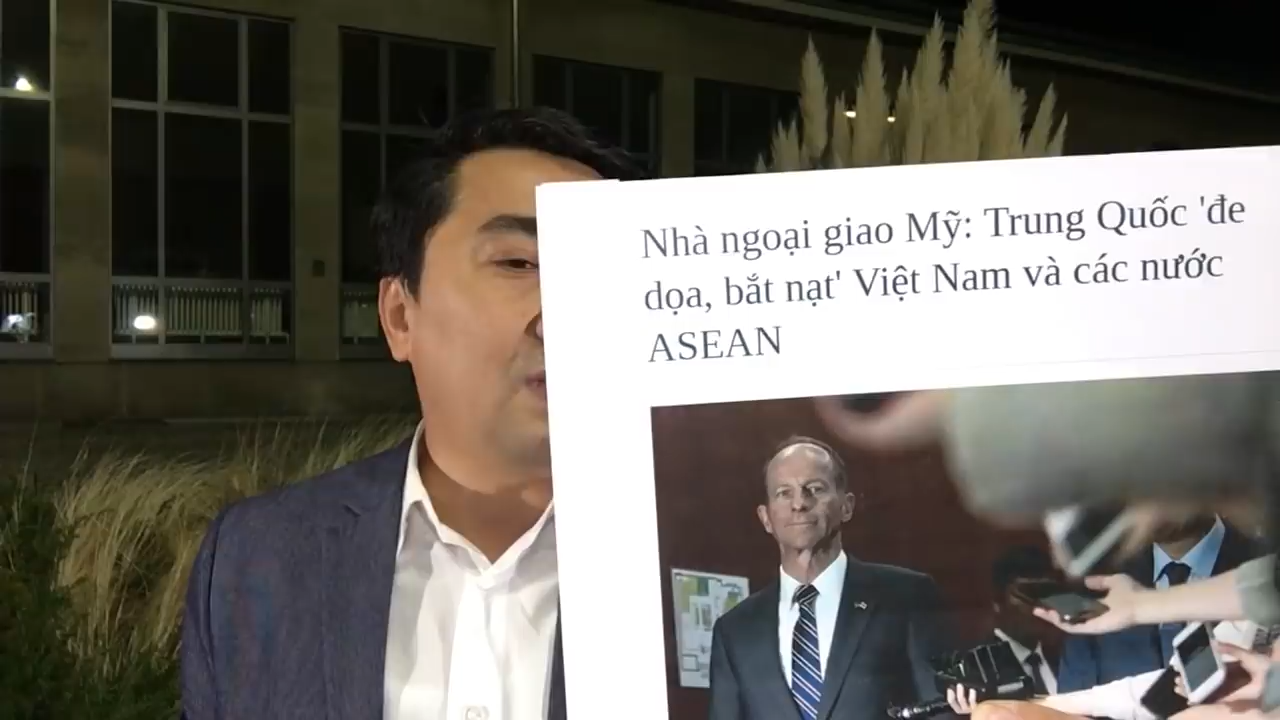 Nhà ngoại giao Mỹ: Trung Quốc 'đe
dọa, bắt nạt' Việt Nam và các nước
ASEAN